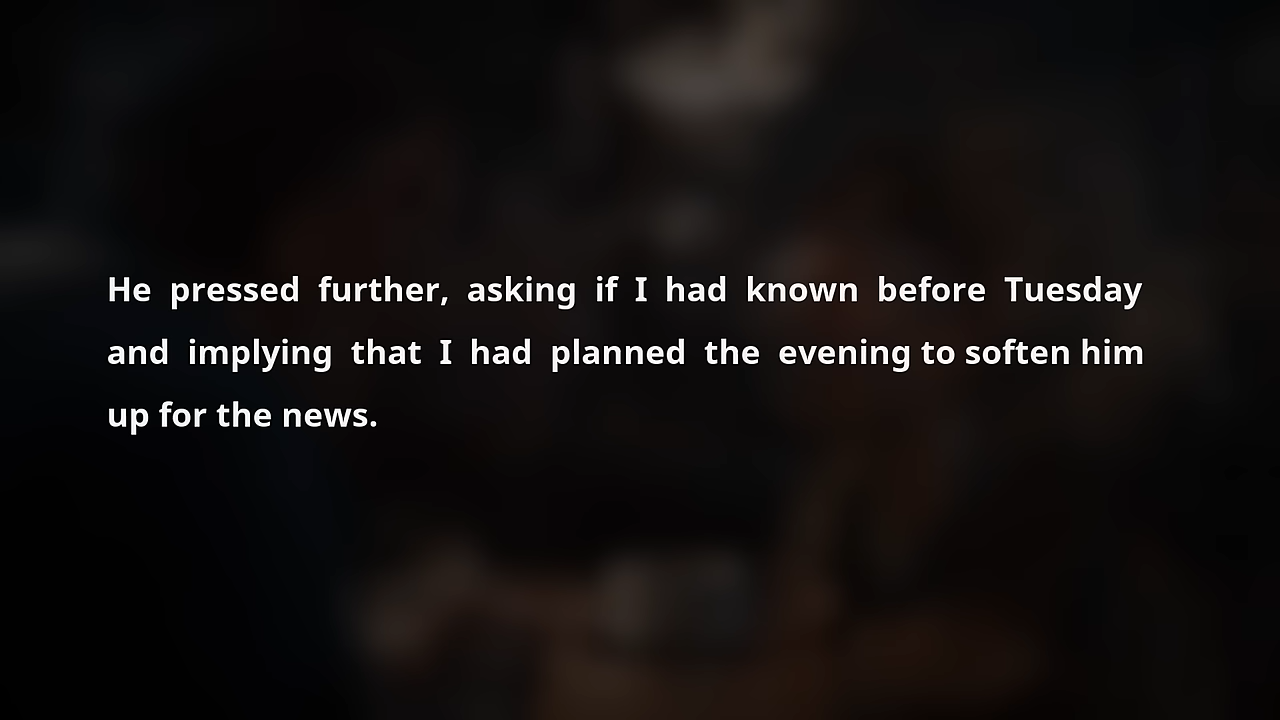 He pressed further, asking if I had known before Tuesday
and implying that I had planned the evening to soften him
up for the news.